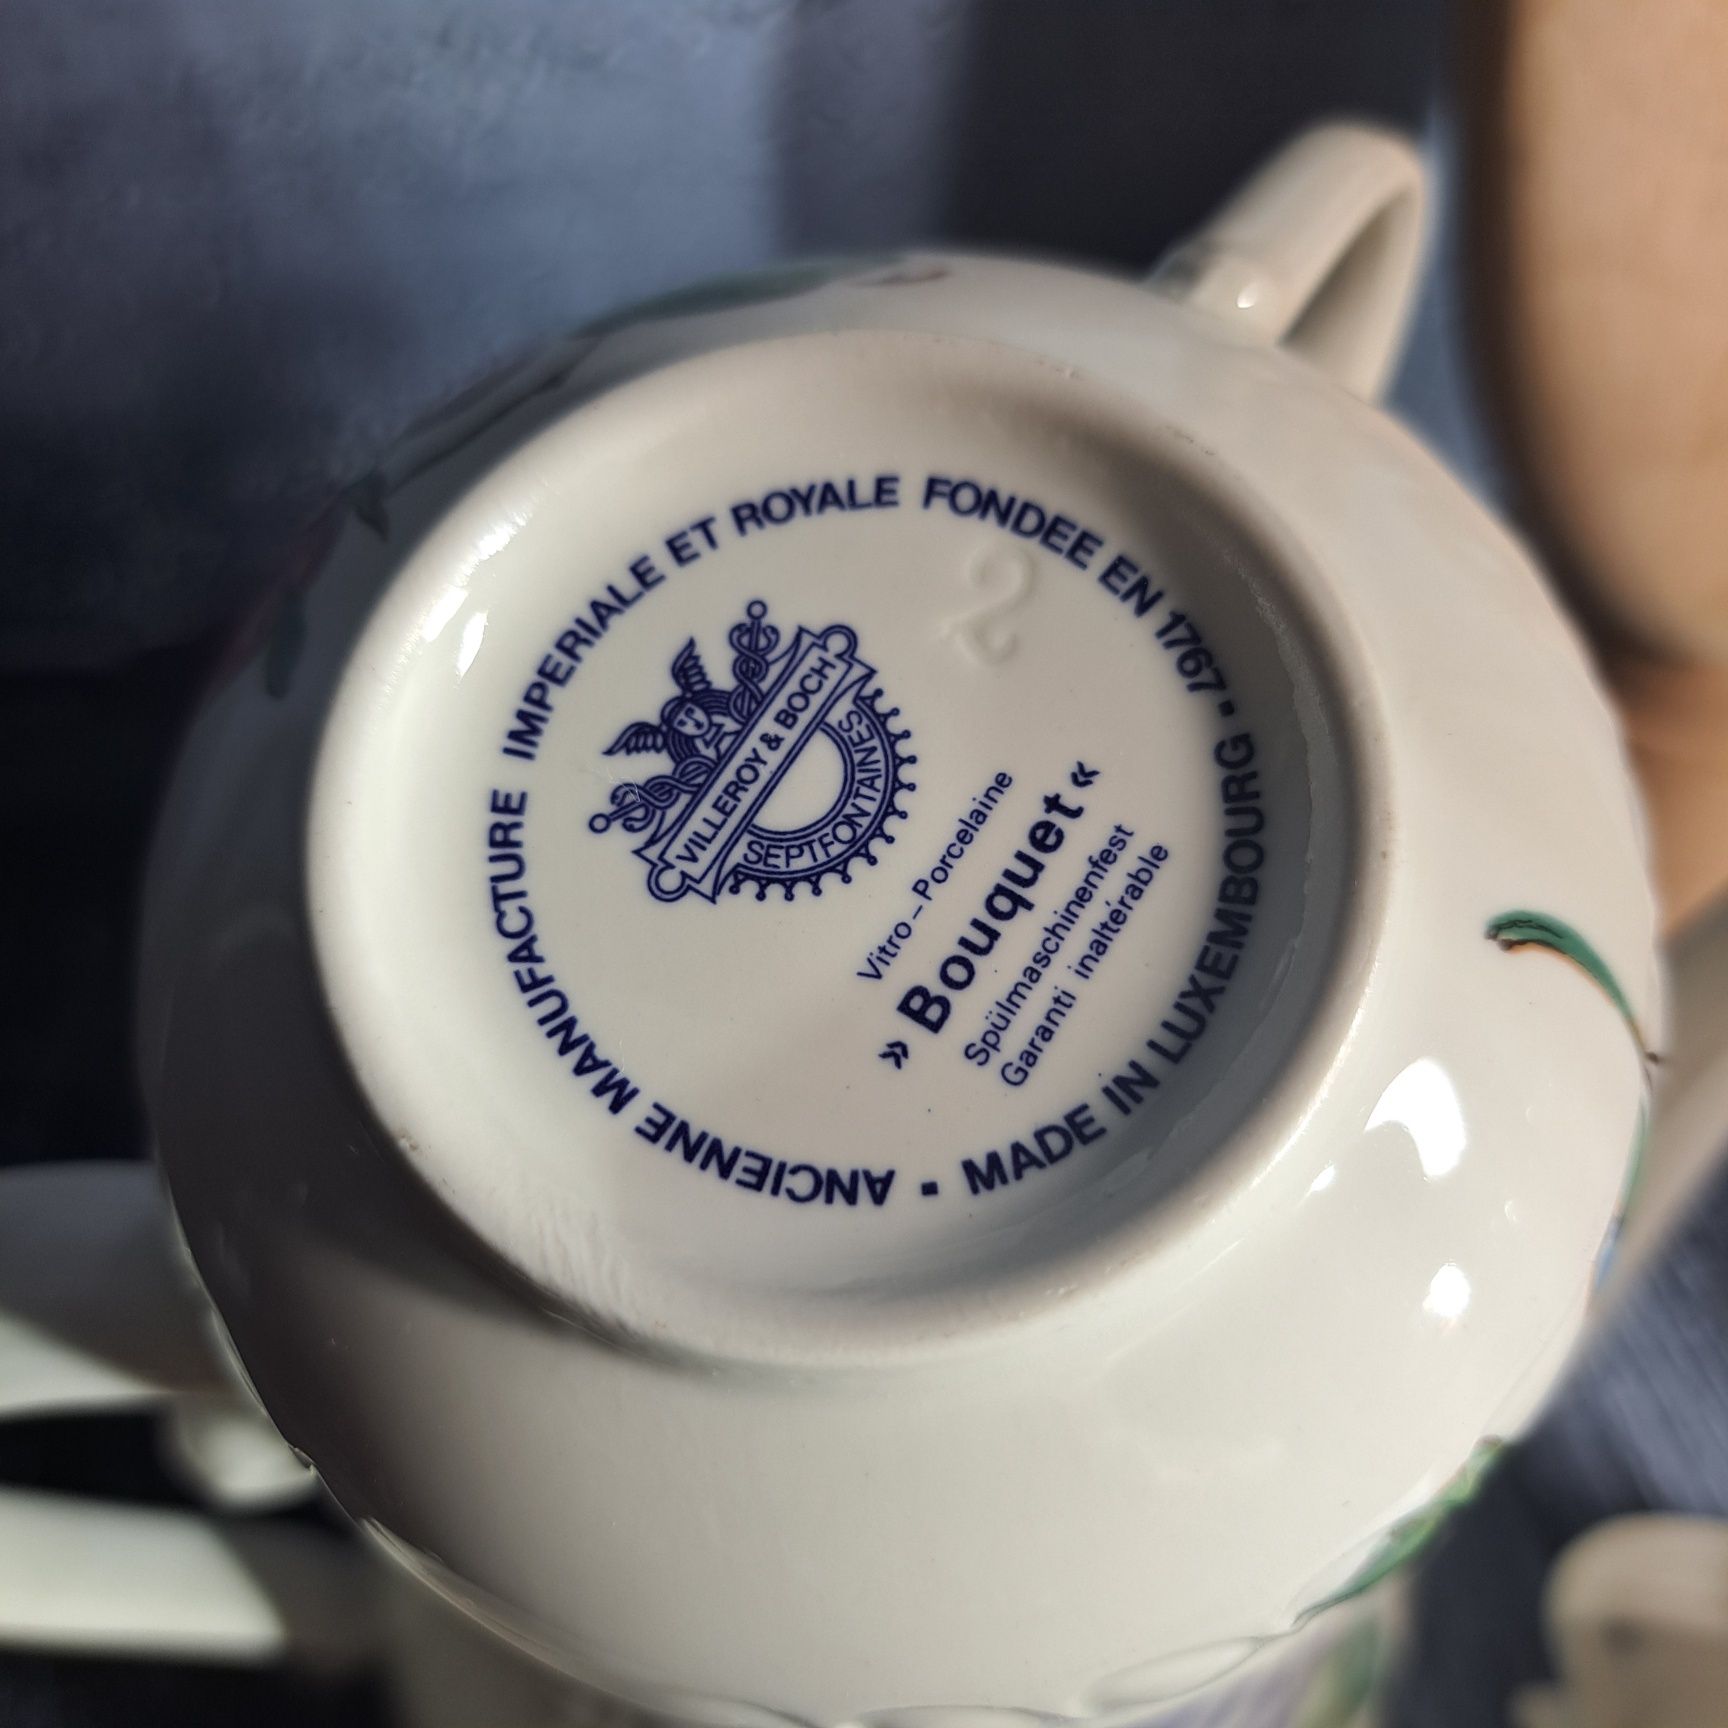 ANCIENNE MANUFACTURE IMPERIALE ET ROYALE FONDEE EN 1767" 
MADE IN LUXEMBOURG
2
VILLEROY & BOCH
SEPTFONTAINES
Vitro–Porcelaine
» Bouquet «
Spülmaschinenfest
Garanti inaltérable